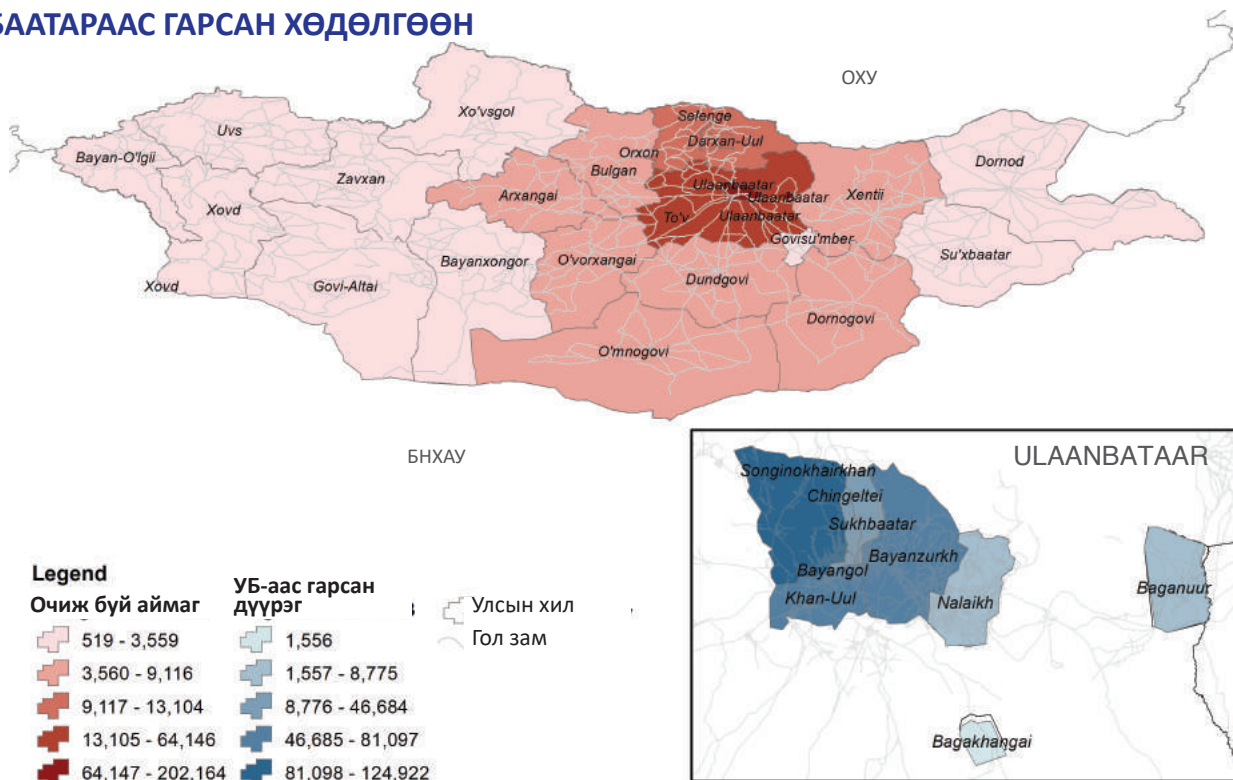 БААТАРААС ГАРСАН ХӨДӨЛГӨӨН
ОХУ
Xo'vsgol
Selenge
Uvs
Darxan-Uul
Bayan-O'lgii
Orxon
Dornod
Bulgan
Zavxan
Ulaanbaatar
Arxangai
Ulaanbaatar
Xentii
Xovd
To'v
Ulaanbaatar
Govisu'mber
Bayanxongor
O'vorxangai
Su'xbaatar
Dundgovi
Xovd
Govi-Altai
Dornogovi
O'mnogovi
БНХАУ
ULAANBATAAR
Songinokhairkhan
Chingeltei
Sukhbaatar
Bayanzurkh
Bayangol
Khan-Uul
Nalaikh
Baganuur
Bagakhangai
Legend
Очиж буй аймаг
519 - 3,559
3,560 - 9,116
9,117 - 13,104
13,105 - 64,146
64,147 - 202,164
УБ-аас гарсан
дүүрэг
1,556
1,557 - 8,775
8,776 - 46,684
46,685 - 81,097
81,098 - 124,922
Улсын хил
Гол зам